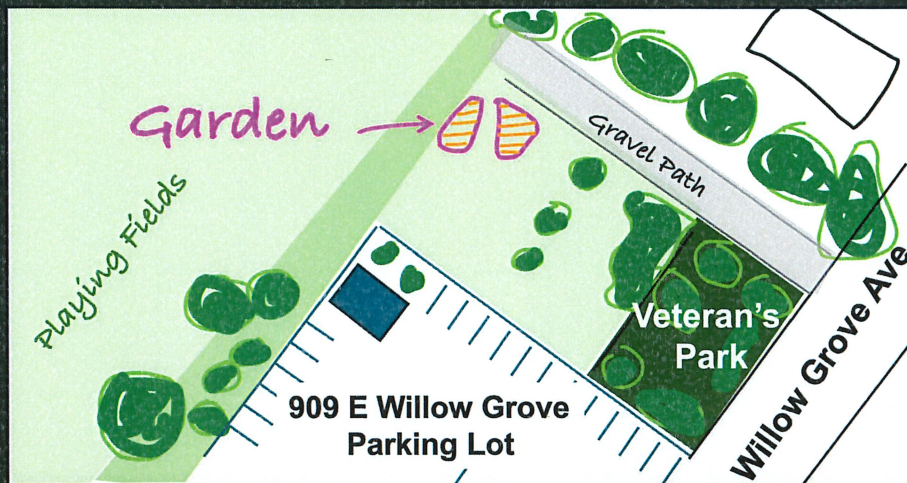 Garden
Gravel Path
Playing Fields
Veteran's
Park
Willow Grove Ave
909 E Willow Grove
Parking Lot